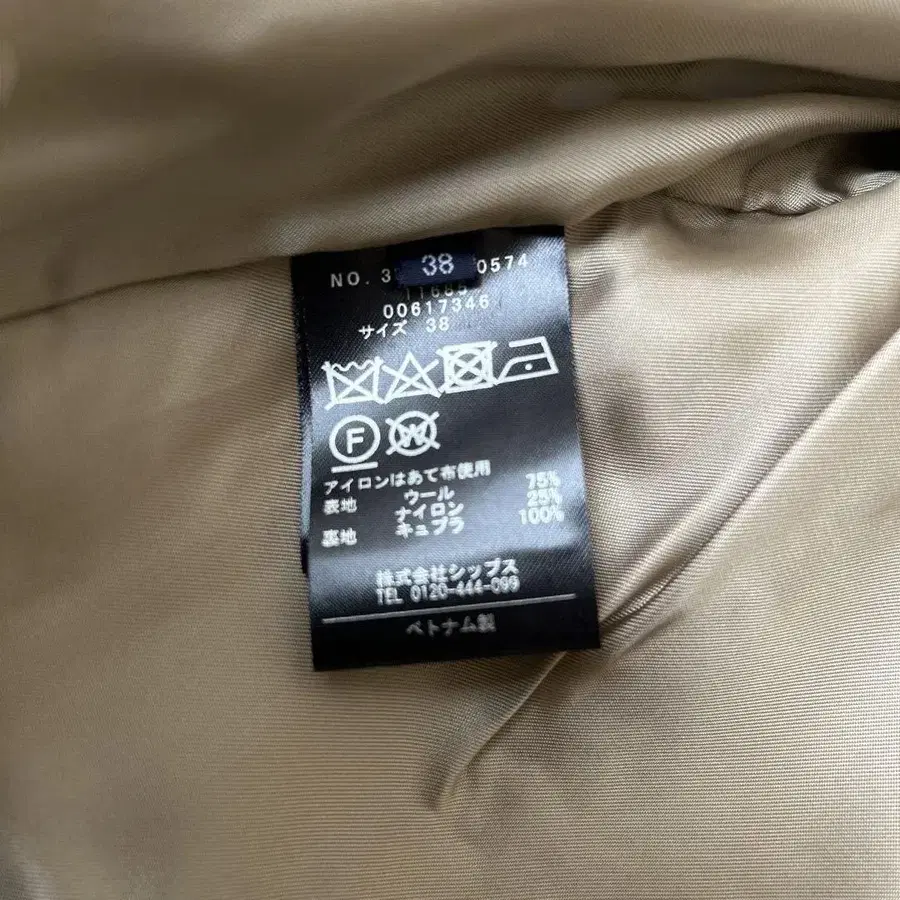 NO. 3 38 0574
11685
00617346
サイズ 38
F W
アイロンはあて布使用
表地 ウール 75%
ナイロン 25%
裏地 キュプラ 100%
株式会社シップス
TEL 0120-444-099
ベトナム製